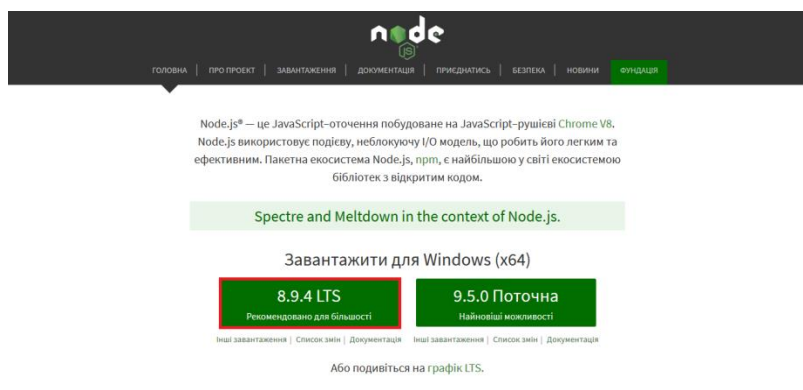 node
JS
ГОЛОВНА | ПРО ПРОЕКТ | ЗАВАНТАЖЕННЯ | ДОКУМЕНТАЦІЯ | ПРИЄДНАТИСЬ | БЕЗПЕКА | НОВИНИ ФУНДАЦІЯ
Node.js® — це JavaScript–оточення побудоване на JavaScript–рушієві Chrome V8.
Node.js використовує подієву, неблокуючу I/O модель, що робить його легким та
ефективним. Пакетна екосистема Node.js, npm, є найбільшою у світі екосистемою
бібліотек з відкритим кодом.
Spectre and Meltdown in the context of Node.js.
Завантажити для Windows (x64)
8.9.4 LTS 9.5.0 Поточна
Рекомендовано для більшості Найновіші можливості
Інші завантаження | Список змін | Документація Інші завантаження | Список змін | Документація
Або подивіться на графік LTS.